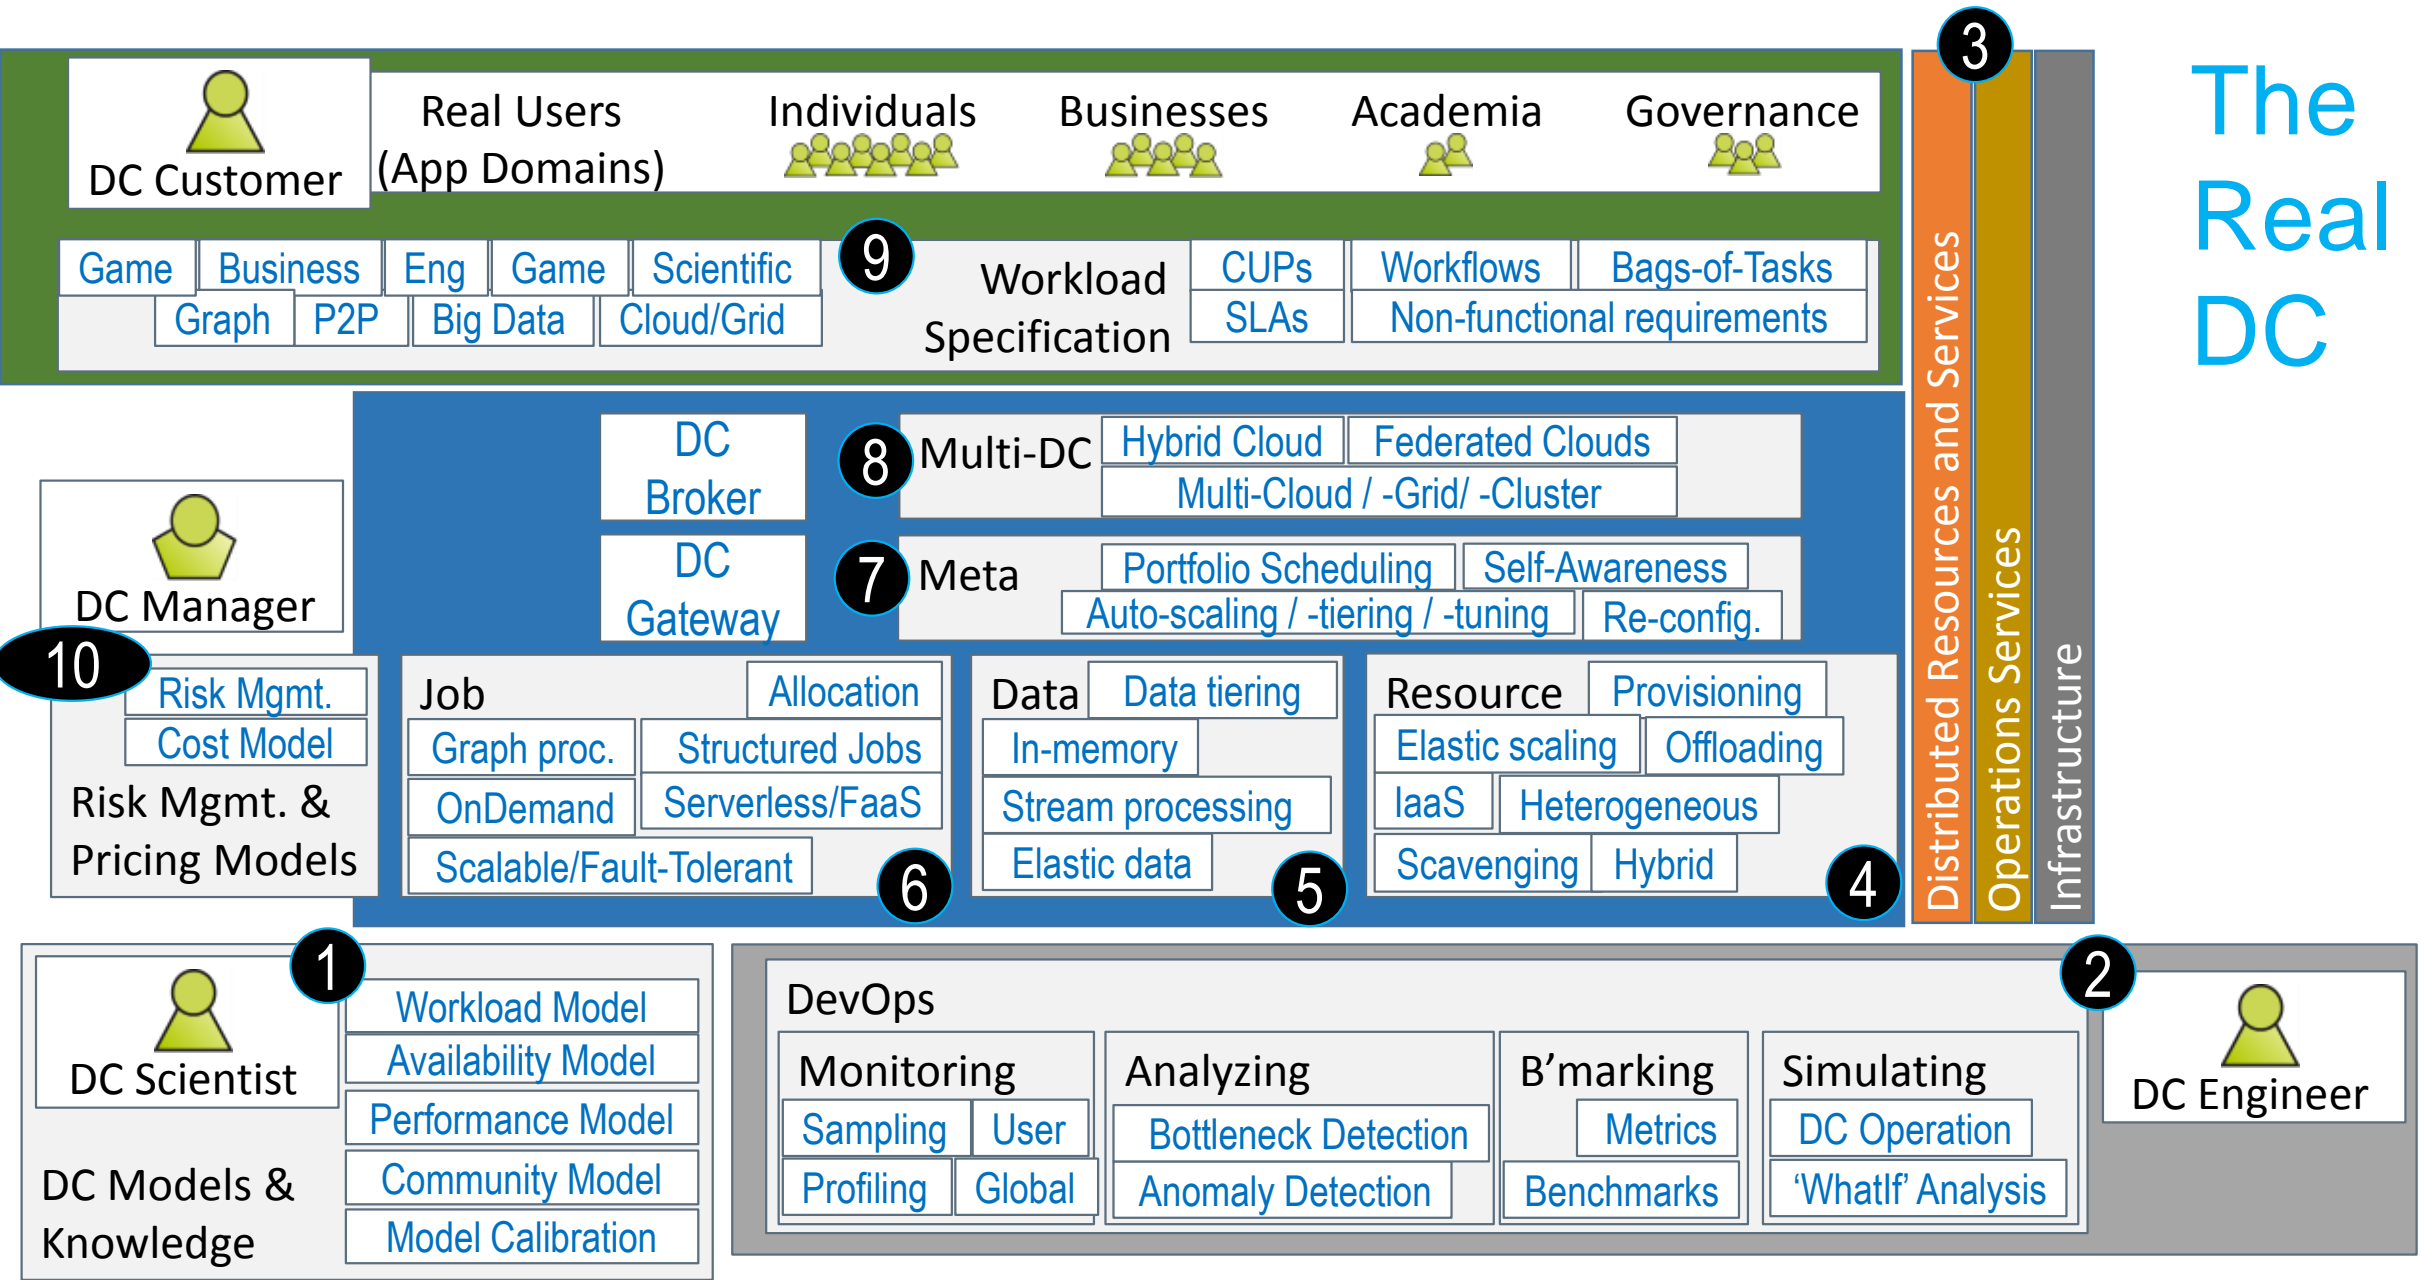 The
Real
DC
3
DC Customer
Real Users
(App Domains)
Individuals
Businesses
Academia
Governance
Game
Business
Eng
Game
Scientific
Graph
P2P
Big Data
Cloud/Grid
9
Workload
Specification
CUPs
Workflows
Bags-of-Tasks
SLAs
Non-functional requirements
Distributed Resources and Services
Operations Services
Infrastructure
DC
Broker
8
Multi-DC
Hybrid Cloud
Federated Clouds
Multi-Cloud / -Grid/ -Cluster
DC Manager
DC
Gateway
7
Meta
Portfolio Scheduling
Self-Awareness
Auto-scaling / -tiering / -tuning
Re-config.
10
Risk Mgmt.
Cost Model
Risk Mgmt. &
Pricing Models
Job
Allocation
Graph proc.
Structured Jobs
OnDemand
Serverless/FaaS
Scalable/Fault-Tolerant
6
Data
Data tiering
In-memory
Stream processing
Elastic data
5
Resource
Provisioning
Elastic scaling
Offloading
IaaS
Heterogeneous
Scavenging
Hybrid
4
1
DC Scientist
Workload Model
Availability Model
Performance Model
Community Model
Model Calibration
DC Models &
Knowledge
2
DevOps
Monitoring
Sampling
User
Profiling
Global
Analyzing
Bottleneck Detection
Anomaly Detection
B’marking
Metrics
Benchmarks
Simulating
DC Operation
‘WhatIf’ Analysis
DC Engineer